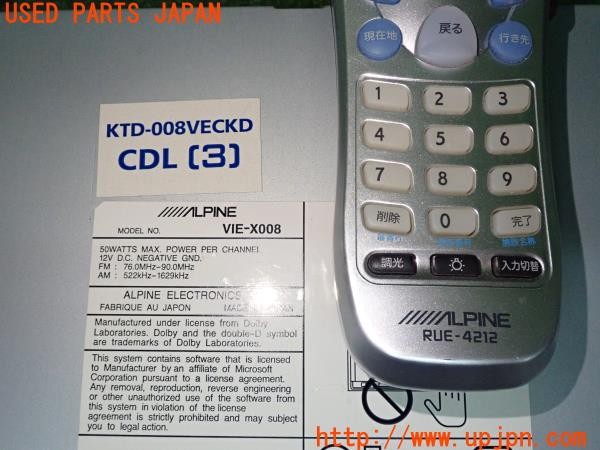 USED PARTS JAPAN
現在地
戻る
行き先
KTD-008VECKD
CDL (3)
1 2 3
4 5 6
7 8 9
削除 0 完了
施設名称
調光
入力切替
ALPINE
RUE-4212
ALPINE
MODEL NO. VIE-X008
50WATTS MAX. POWER PER CHANNEL
12V D.C. NEGATIVE GND.
FM : 76.0MHz-90.0MHz
AM : 522kHz-1629kHz
ALPINE ELECTRONICS
FABRIQUE AU JAPON
Manufactured under license from Dolby
Laboratories. Dolby and the double-D symbol
are trademarks of Dolby Laboratories.
This system contains software that is licensed
to Manufacturer by an affiliate of Microsoft
Corporation pursuant to a license agreement.
Any removal, reproduction, reverse engineering
or other unauthorized use of the software from
this system in violation of the license
agreement is strictly prohibited and may subject
you to legal action.
http://www.upjpn.com